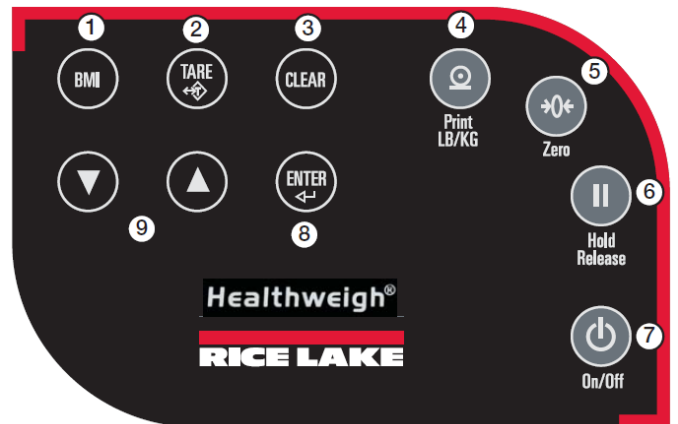 1
2
3
4
5
BMI
TARE
T
CLEAR
Print
LB/KG
→0←
Zero
ENTER
6
Hold
Release
9
8
Healthweigh®
RICE LAKE
7
On/Off